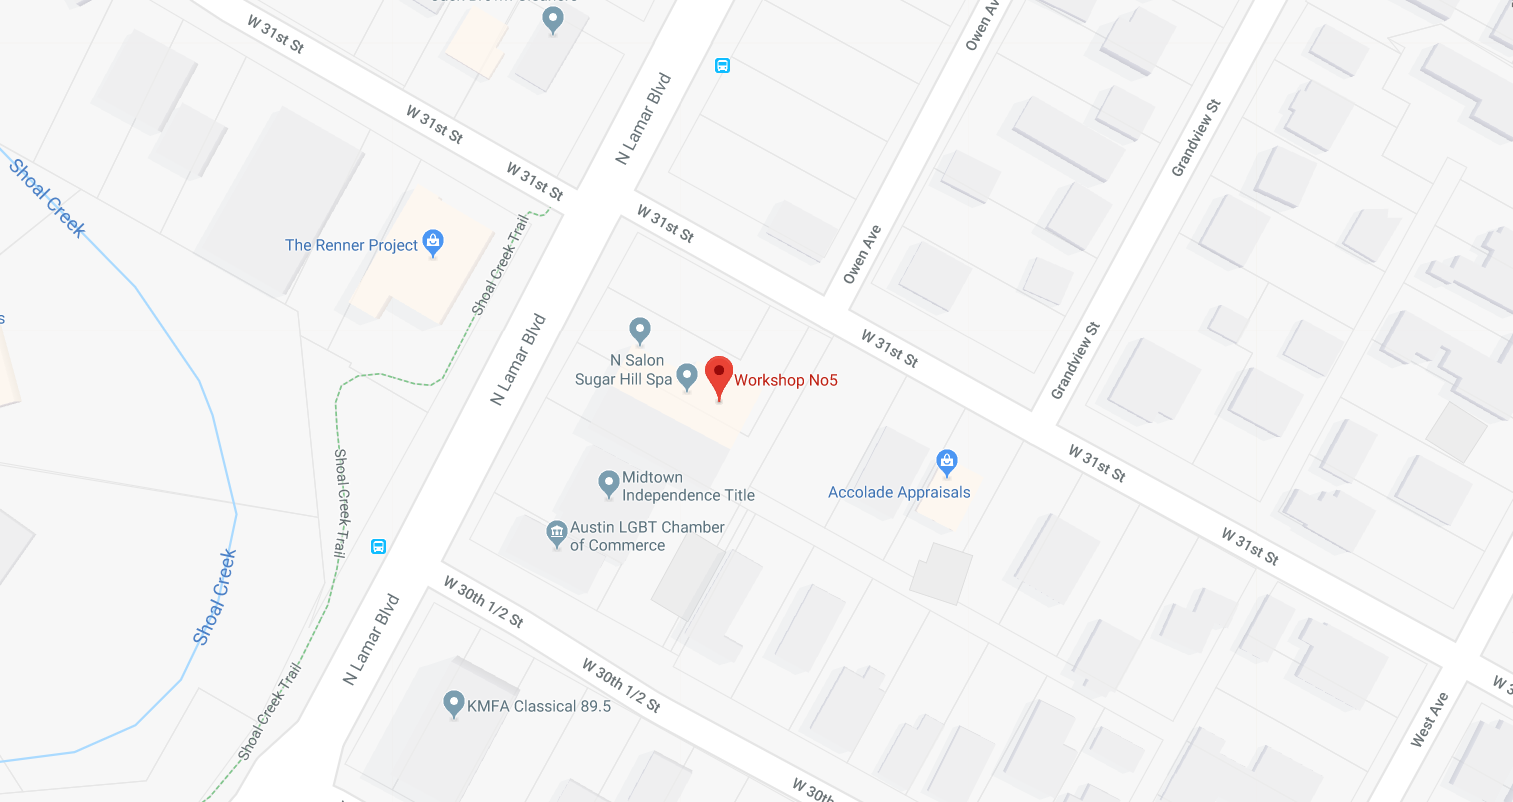 W 31st St
Owen Av
W 31st St
N Lamar Blvd
Grandview St
Shoal Creek
W 31st St
W 31st St
The Renner Project
Shoal Creek Trail
Owen Ave
s
N Lamar Blvd
W 31st St
Grandview St
N Salon
Sugar Hill Spa
Workshop No5
W 31st St
Midtown
Independence Title
Accolade Appraisals
Shoal Creek Trail
Austin LGBT Chamber
of Commerce
W 31st St
Shoal Creek
W 30th 1/2 St
N Lamar Blvd
W 30th 1/2 St
Shoal Creek Trail
KMFA Classical 89.5
West Ave
W 3
W 30th